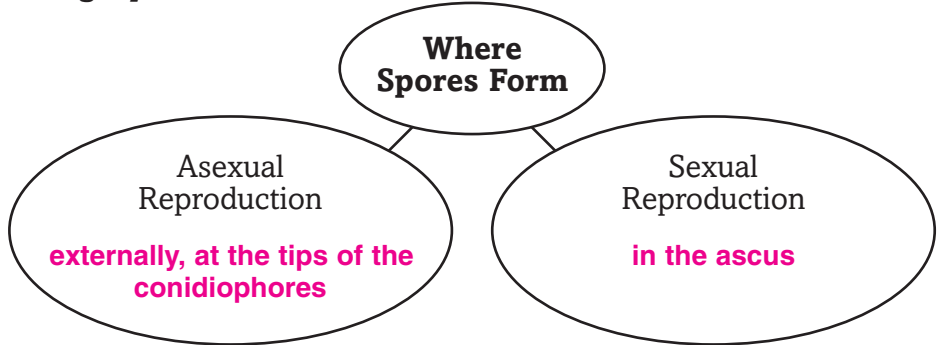 Where
Spores Form
Asexual
Reproduction
externally, at the tips of the
conidiophores
Sexual
Reproduction
in the ascus